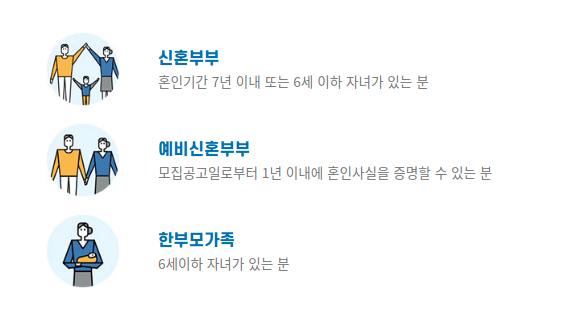 신혼부부
혼인기간 7년 이내 또는 6세 이하 자녀가 있는 분
예비신혼부부
모집공고일로부터 1년 이내에 혼인사실을 증명할 수 있는 분
한부모가족
6세이하 자녀가 있는 분